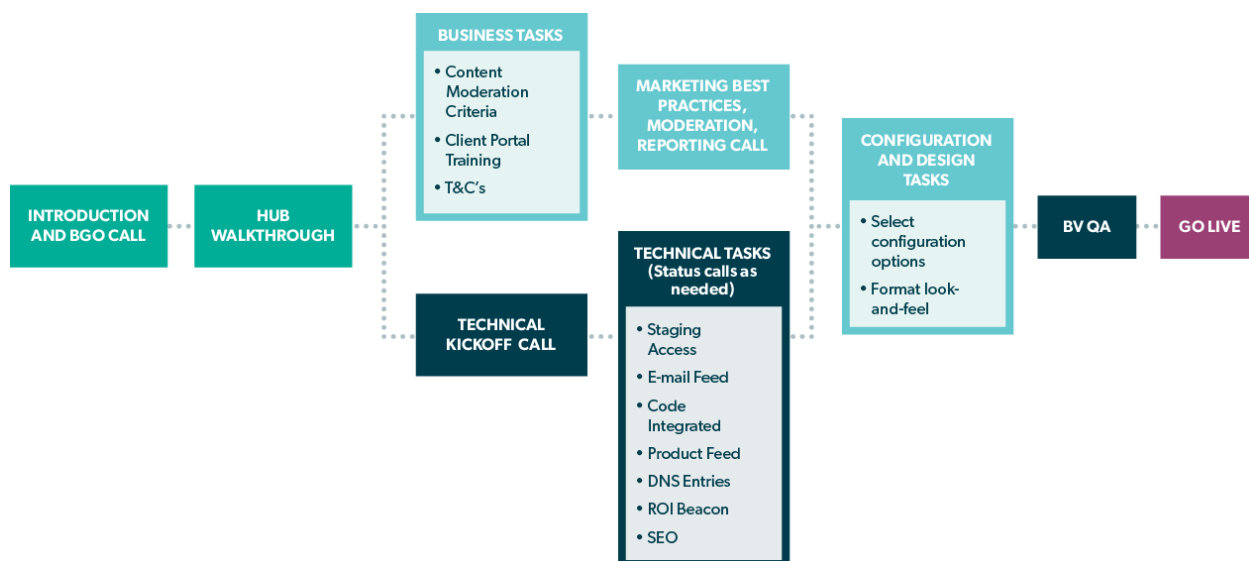 INTRODUCTION
AND BGO CALL
HUB
WALKTHROUGH
BUSINESS TASKS
• Content
Moderation
Criteria
• Client Portal
Training
• T&C's
MARKETING BEST
PRACTICES,
MODERATION,
REPORTING CALL
TECHNICAL
KICKOFF CALL
TECHNICAL TASKS
(Status calls as
needed)
• Staging
Access
• E-mail Feed
• Code
Integrated
• Product Feed
• DNS Entries
• ROI Beacon
• SEO
CONFIGURATION
AND DESIGN
TASKS
• Select
configuration
options
• Format look-
and-feel
BV QA
GO LIVE